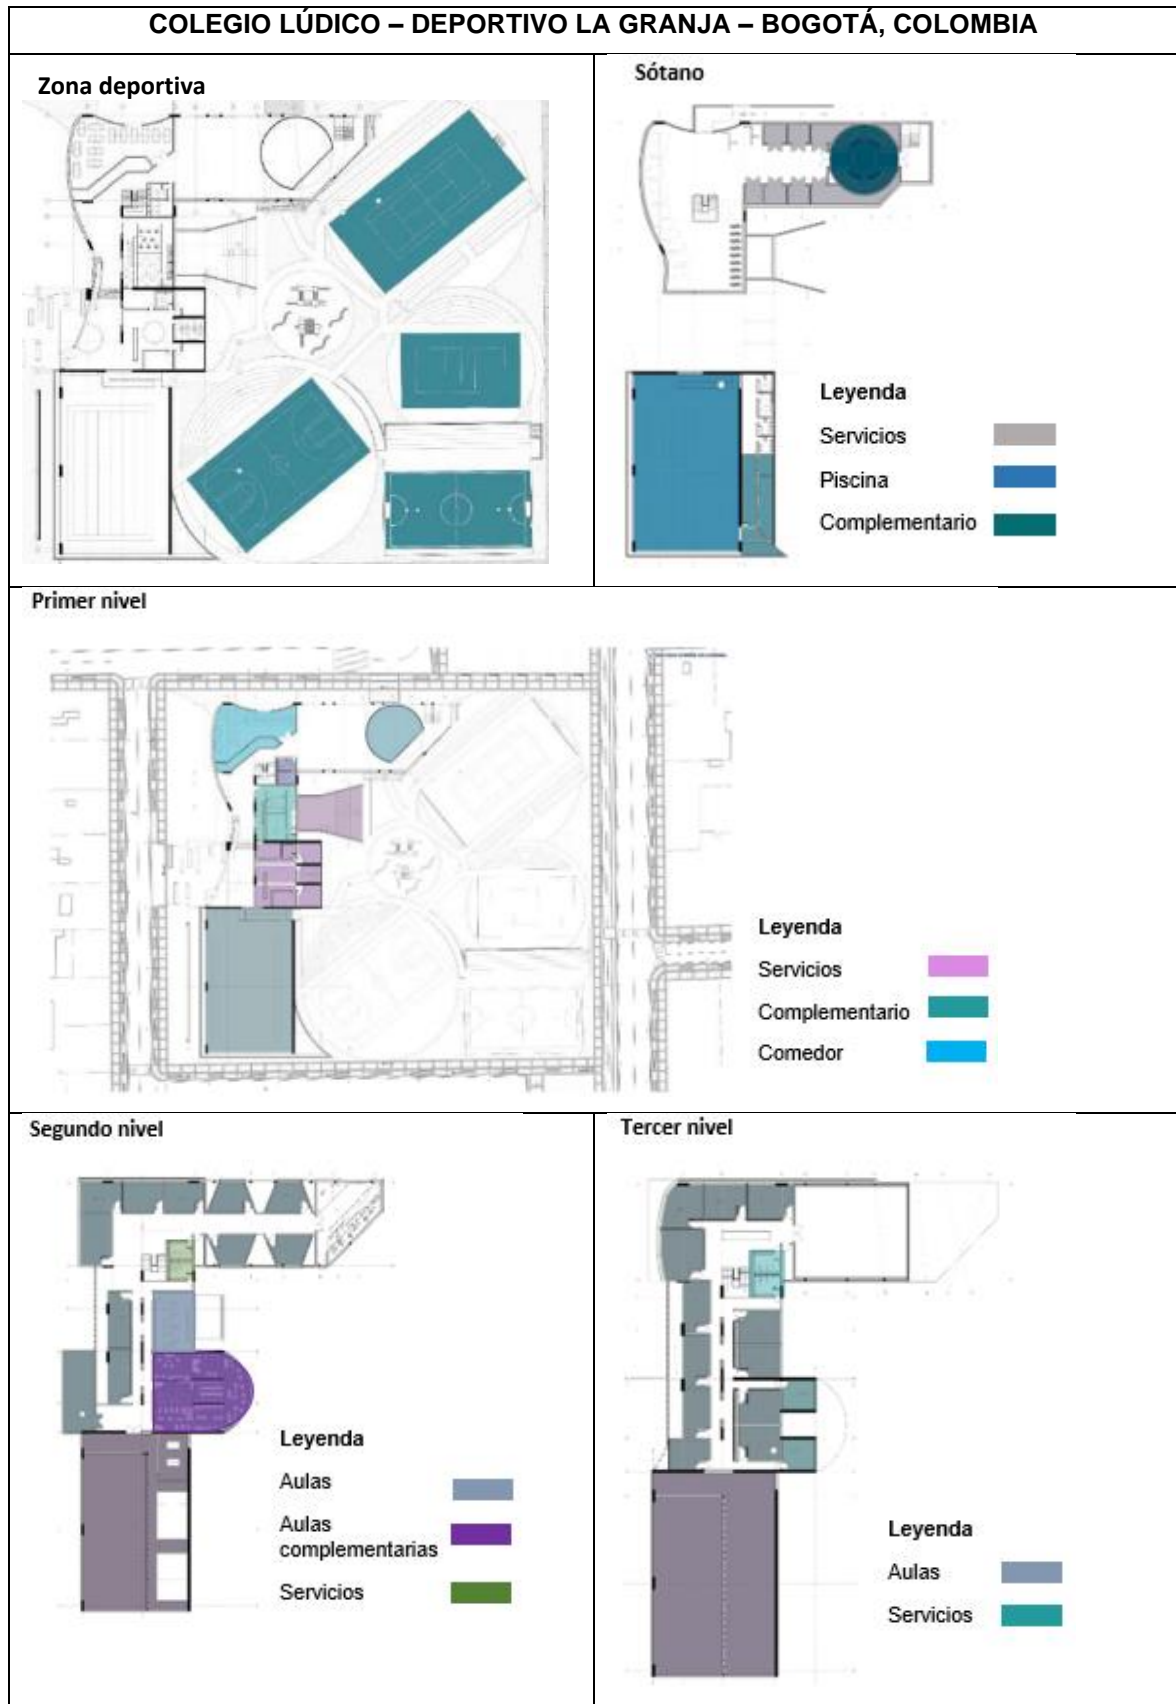 COLEGIO LÚDICO – DEPORTIVO LA GRANJA – BOGOTÁ, COLOMBIA
Zona deportiva
Sótano
Leyenda
Servicios
Piscina
Complementario
Primer nivel
Leyenda
Servicios
Complementario
Comedor
Segundo nivel
Leyenda
Aulas
Aulas
complementarias
Servicios
Tercer nivel
Leyenda
Aulas
Servicios